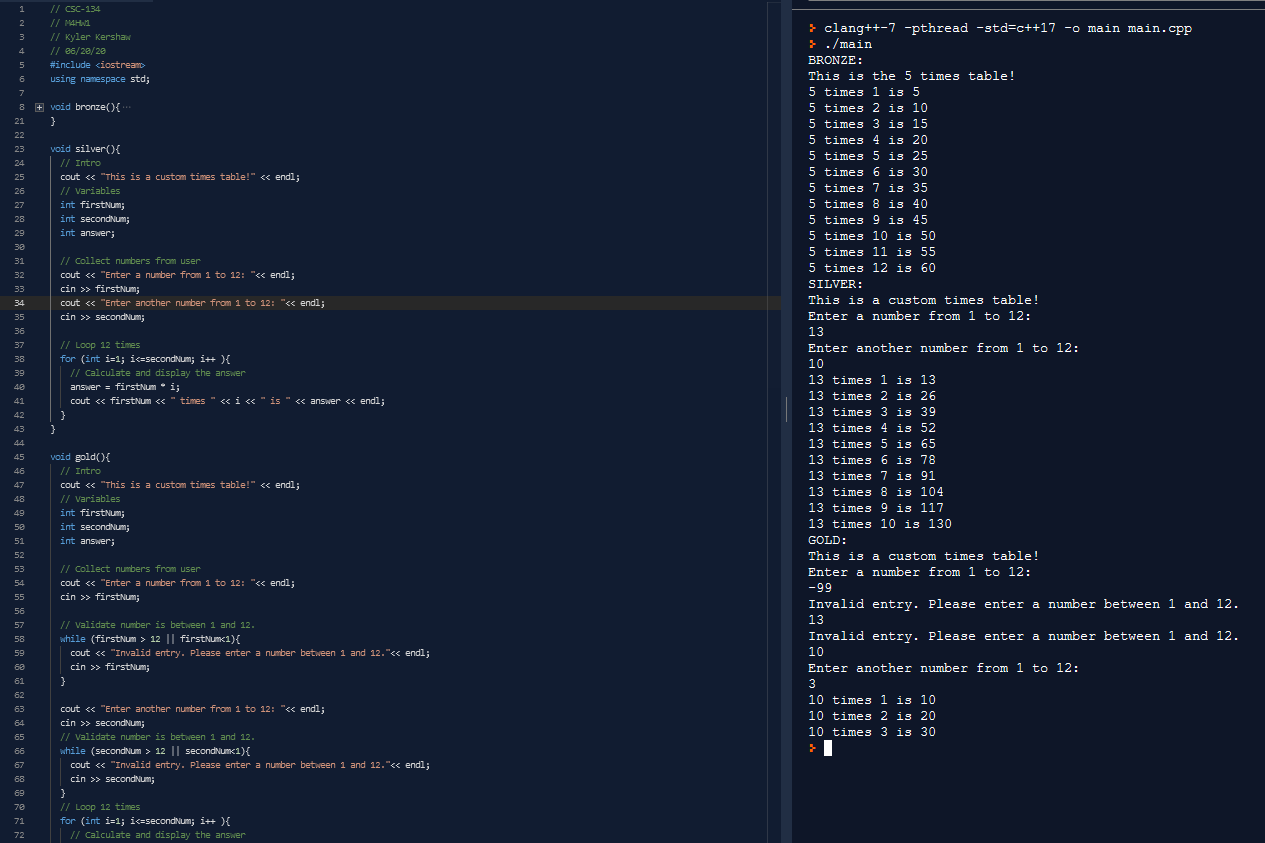 1 // CSC-134
2 // M4HW1
3 // Kyler Kershaw
4 // 06/20/20
5 #include <iostream>
6 using namespace std;
7
8 void bronze(){ ···
21 }
22
23 void silver(){
24 // Intro
25 cout << "This is a custom times table!" << endl;
26 // Variables
27 int firstNum;
28 int secondNum;
29 int answer;
30
31 // Collect numbers from user
32 cout << "Enter a number from 1 to 12: "<< endl;
33 cin >> firstNum;
34 cout << "Enter another number from 1 to 12: "<< endl;
35 cin >> secondNum;
36
37 // Loop 12 times
38 for (int i=1; i<=secondNum; i++ ){
39 // Calculate and display the answer
40 answer = firstNum * i;
41 cout << firstNum << " times " << i << " is " << answer << endl;
42 }
43 }
44
45 void gold(){
46 // Intro
47 cout << "This is a custom times table!" << endl;
48 // Variables
49 int firstNum;
50 int secondNum;
51 int answer;
52
53 // Collect numbers from user
54 cout << "Enter a number from 1 to 12: "<< endl;
55 cin >> firstNum;
56
57 // Validate number is between 1 and 12.
58 while (firstNum > 12 || firstNum<1){
59 cout << "Invalid entry. Please enter a number between 1 and 12."<< endl;
60 cin >> firstNum;
61 }
62
63 cout << "Enter another number from 1 to 12: "<< endl;
64 cin >> secondNum;
65 // Validate number is between 1 and 12.
66 while (secondNum > 12 || secondNum<1){
67 cout << "Invalid entry. Please enter a number between 1 and 12."<< endl;
68 cin >> secondNum;
69 }
70 // Loop 12 times
71 for (int i=1; i<=secondNum; i++ ){
72 // Calculate and display the answer
clang++-7 -pthread -std=c++17 -o main main.cpp
./main
BRONZE:
This is the 5 times table!
5 times 1 is 5
5 times 2 is 10
5 times 3 is 15
5 times 4 is 20
5 times 5 is 25
5 times 6 is 30
5 times 7 is 35
5 times 8 is 40
5 times 9 is 45
5 times 10 is 50
5 times 11 is 55
5 times 12 is 60
SILVER:
This is a custom times table!
Enter a number from 1 to 12:
13
Enter another number from 1 to 12:
10
13 times 1 is 13
13 times 2 is 26
13 times 3 is 39
13 times 4 is 52
13 times 5 is 65
13 times 6 is 78
13 times 7 is 91
13 times 8 is 104
13 times 9 is 117
13 times 10 is 130
GOLD:
This is a custom times table!
Enter a number from 1 to 12:
-99
Invalid entry. Please enter a number between 1 and 12.
13
Invalid entry. Please enter a number between 1 and 12.
10
Enter another number from 1 to 12:
3
10 times 1 is 10
10 times 2 is 20
10 times 3 is 30